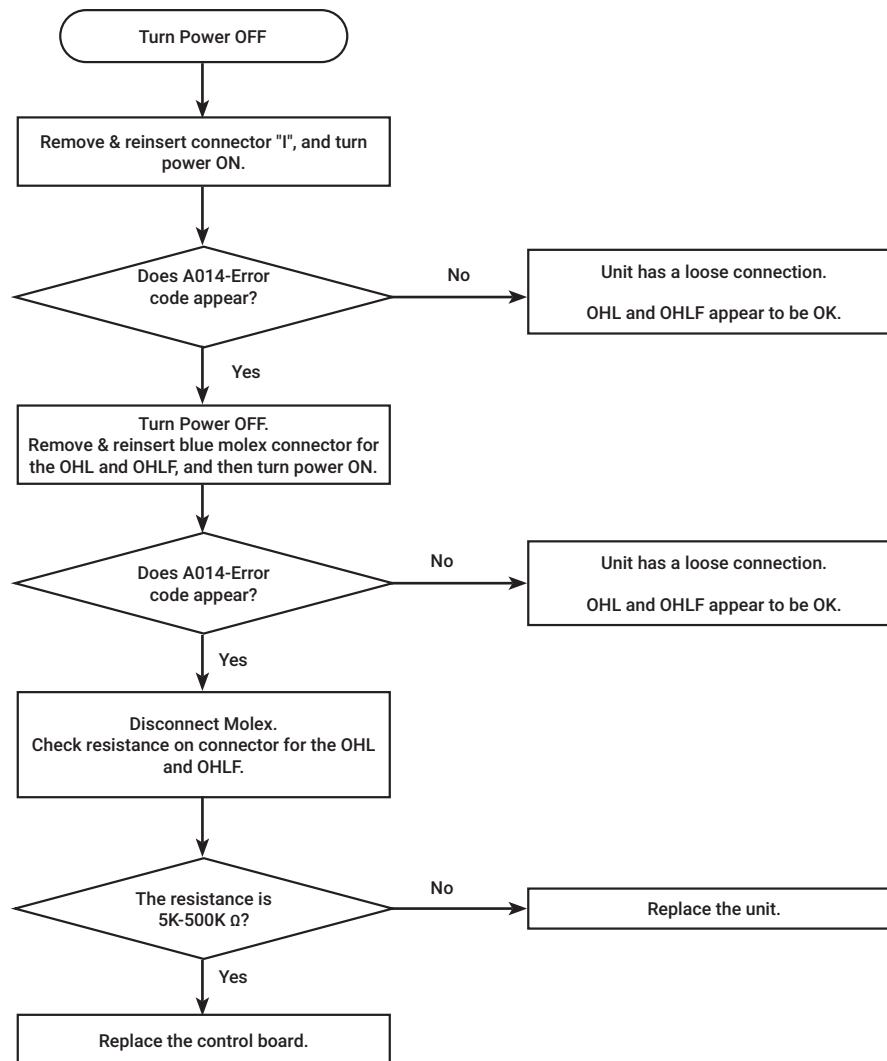 Turn Power OFF
Remove & reinsert connector "I", and turn
power ON.
Does A014-Error
code appear?
No
Unit has a loose connection.
OHL and OHLF appear to be OK.
Yes
Turn Power OFF.
Remove & reinsert blue molex connector for
the OHL and OHLF, and then turn power ON.
Does A014-Error
code appear?
No
Unit has a loose connection.
OHL and OHLF appear to be OK.
Yes
Disconnect Molex.
Check resistance on connector for the OHL
and OHLF.
The resistance is
5K-500K Ω?
No
Replace the unit.
Yes
Replace the control board.